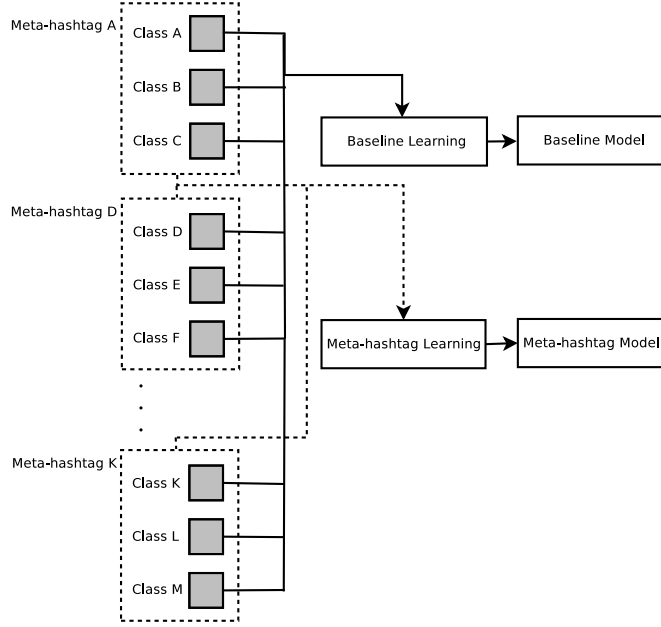 Meta-hashtag A
Class A
Class B
Class C
Baseline Learning
Baseline Model
Meta-hashtag D
Class D
Class E
Class F
Meta-hashtag Learning
Meta-hashtag Model
Meta-hashtag K
Class K
Class L
Class M